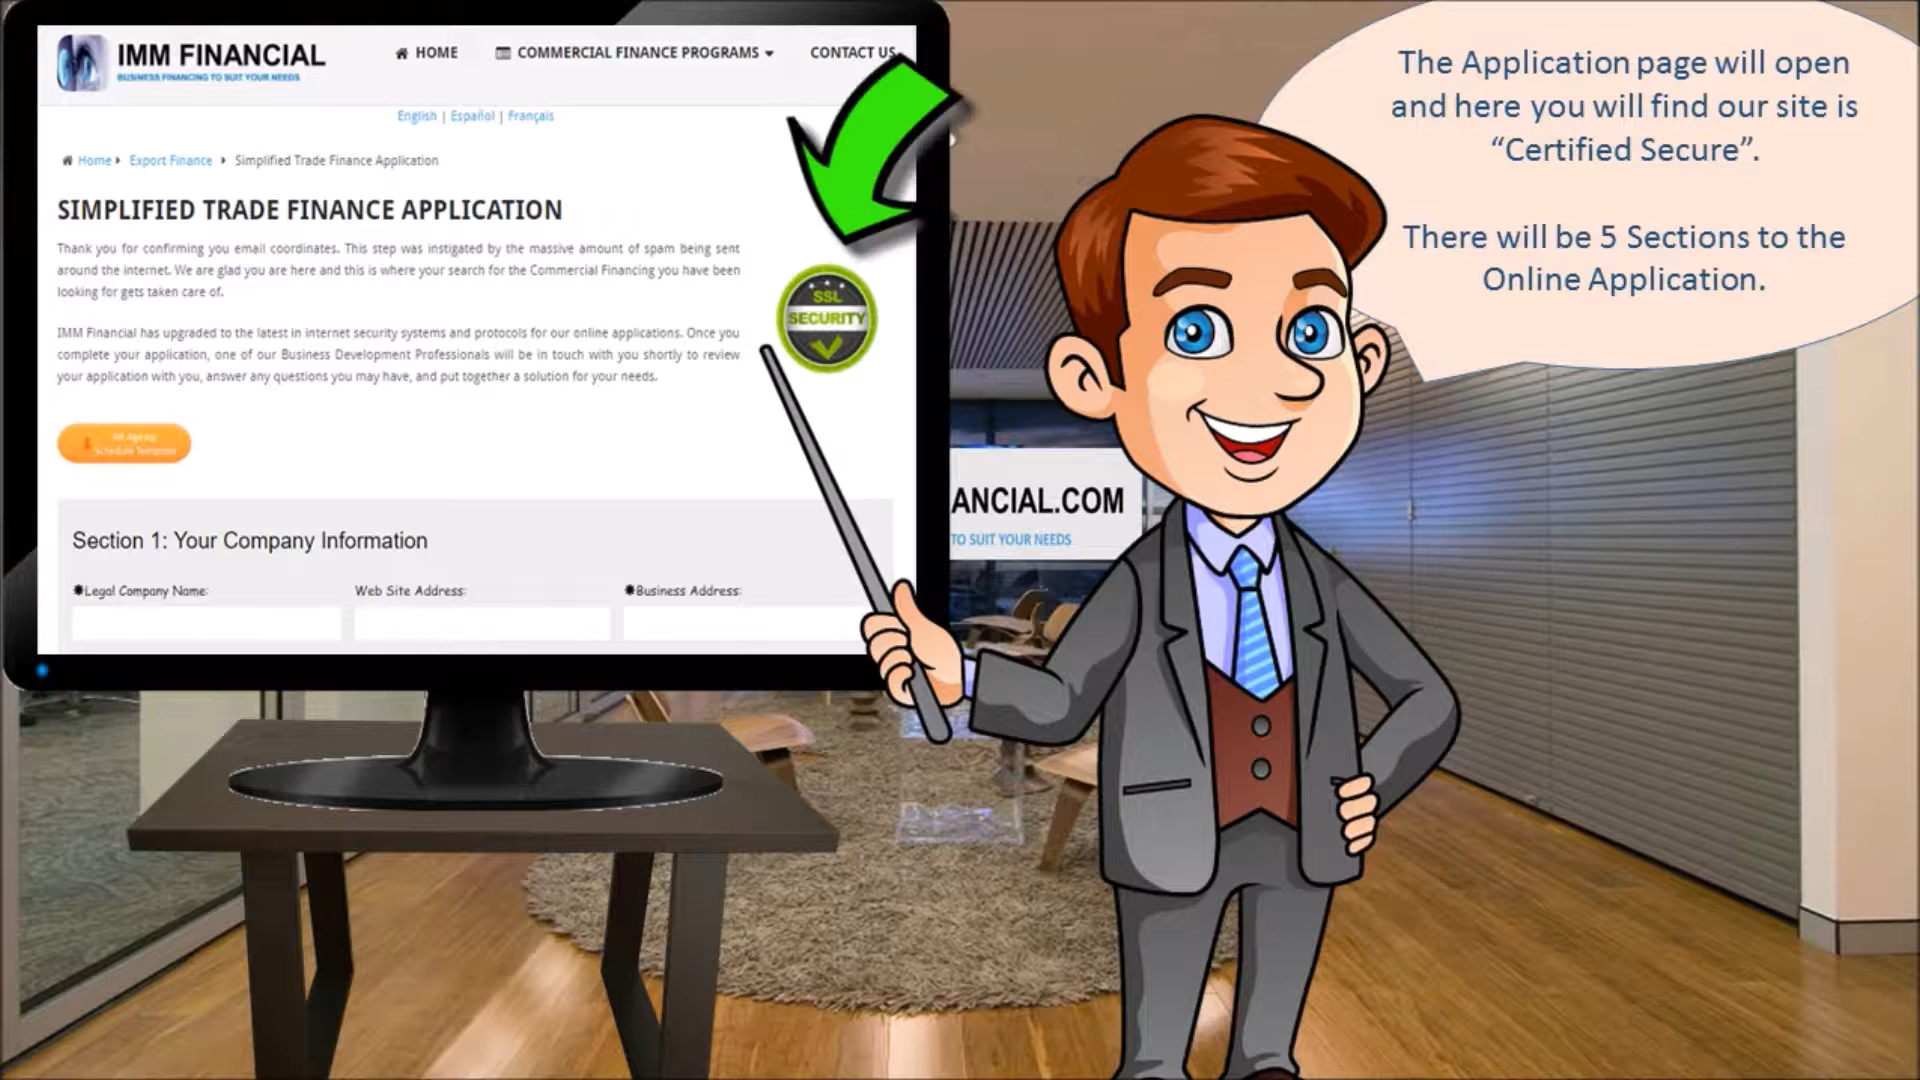 IMM FINANCIAL
BUSINESS FINANCING TO SUIT YOUR NEEDS
HOME
COMMERCIAL FINANCE PROGRAMS
CONTACT US
English | Español | Français
Home
Export Finance
Simplified Trade Finance Application
SIMPLIFIED TRADE FINANCE APPLICATION
Thank you for confirming you email coordinates. This step was instigated by the massive amount of spam being sent
around the internet. We are glad you are here and this is where your search for the Commercial Financing you have been
looking for gets taken care of.
IMM Financial has upgraded to the latest in internet security systems and protocols for our online applications. Once you
complete your application, one of our Business Development Professionals will be in touch with you shortly to review
your application with you, answer any questions you may have, and put together a solution for your needs.
SSL
SECURITY
Schedule Template
Section 1: Your Company Information
*Legal Company Name:
Web Site Address:
*Business Address:
The Application page will open
and here you will find our site is
“Certified Secure”.
There will be 5 Sections to the
Online Application.
ANCIAL.COM
TO SUIT YOUR NEEDS